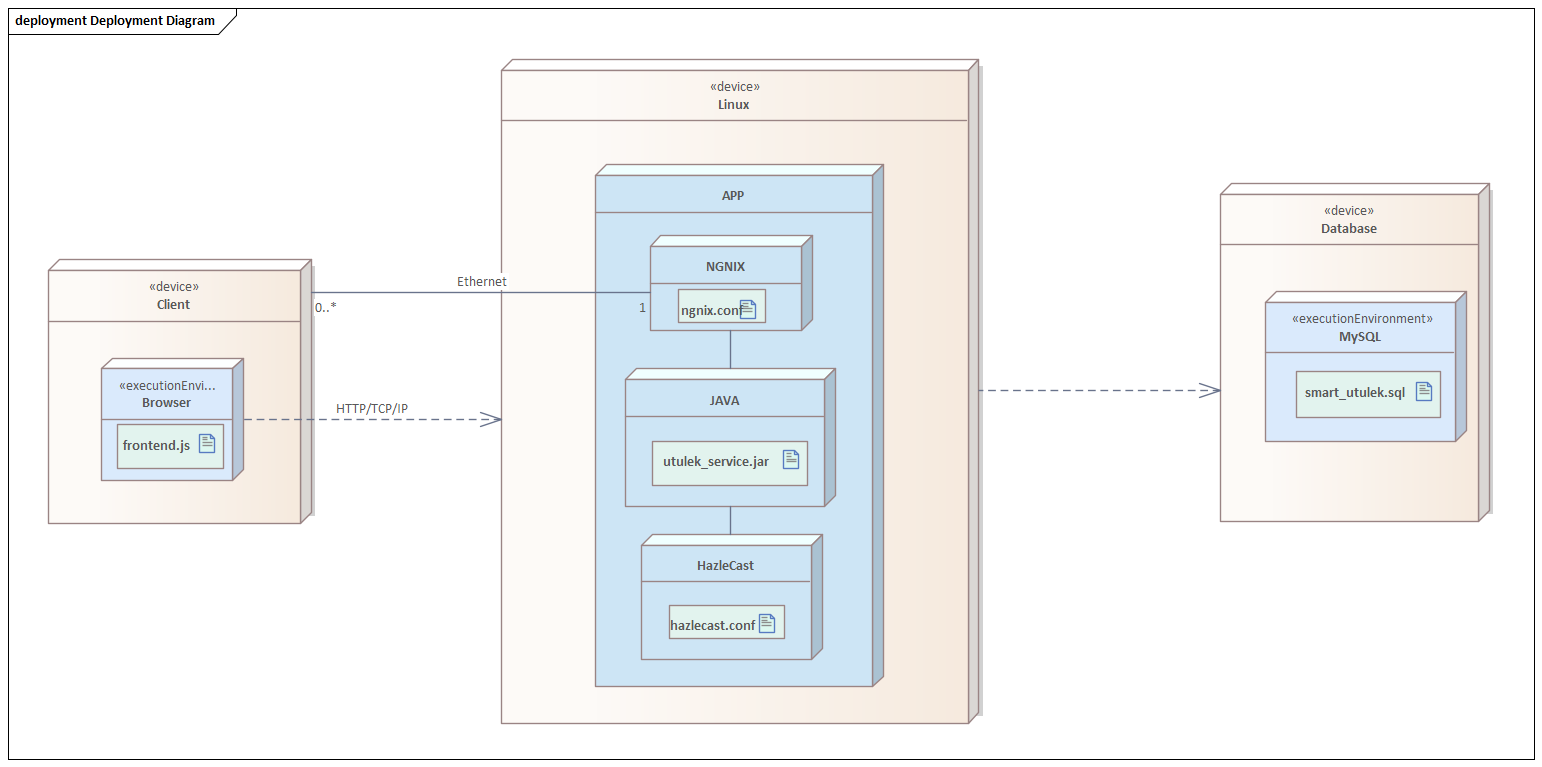 deployment Deployment Diagram
«device»
Linux
APP
NGNIX
ngnix.conf
JAVA
utulek_service.jar
HazleCast
hazlecast.conf
«device»
Client
«executionEnvi...
Browser
frontend.js
Ethernet
0..*
1
HTTP/TCP/IP
«device»
Database
«executionEnvironment»
MySQL
smart_utulek.sql